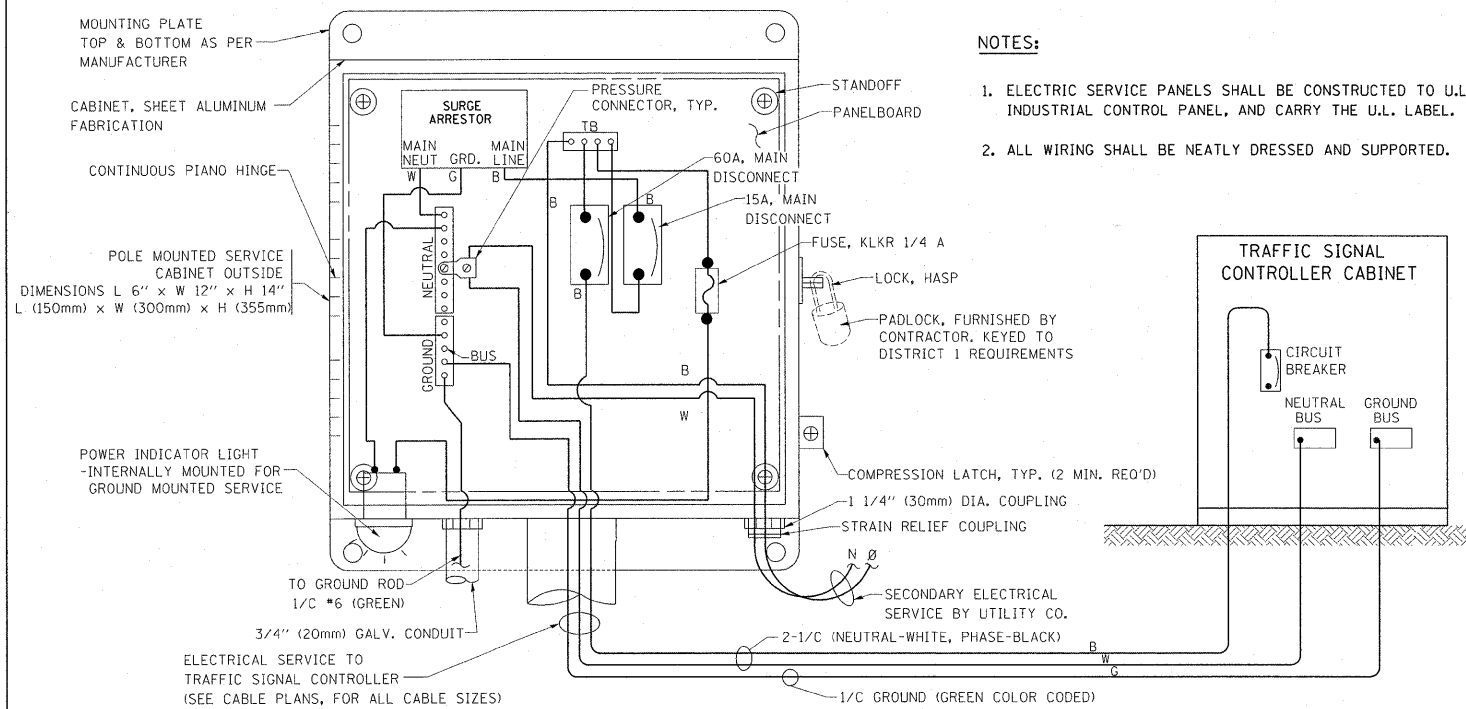 MOUNTING PLATE
TOP & BOTTOM AS PER
MANUFACTURER
CABINET, SHEET ALUMINUM
FABRICATION
CONTINUOUS PIANO HINGE
POLE MOUNTED SERVICE
CABINET OUTSIDE
DIMENSIONS L 6" x W 12" x H 14"
L (150mm) x W (300mm) x H (355mm)
POWER INDICATOR LIGHT
-INTERNALLY MOUNTED FOR
GROUND MOUNTED SERVICE
SURGE
ARRESTOR
MAIN
NEUT
GRD.
MAIN
LINE
W
G
B
PRESSURE
CONNECTOR, TYP.
TB
60A, MAIN
DISCONNECT
15A, MAIN
DISCONNECT
B
B
B
NEUTRAL
GROUND
BUS
B
W
STANDOFF
PANELBOARD
FUSE, KLKR 1/4 A
LOCK, HASP
PADLOCK, FURNISHED BY
CONTRACTOR. KEYED TO
DISTRICT 1 REQUIREMENTS
COMPRESSION LATCH, TYP. (2 MIN. REQ'D)
1 1/4" (30mm) DIA. COUPLING
STRAIN RELIEF COUPLING
N Ø
SECONDARY ELECTRICAL
SERVICE BY UTILITY CO.
TO GROUND ROD
1/C #6 (GREEN)
3/4" (20mm) GALV. CONDUIT
ELECTRICAL SERVICE TO
TRAFFIC SIGNAL CONTROLLER
(SEE CABLE PLANS, FOR ALL CABLE SIZES)
2-1/C (NEUTRAL-WHITE, PHASE-BLACK)
B
W
G
1/C GROUND (GREEN COLOR CODED)
NOTES:
1. ELECTRIC SERVICE PANELS SHALL BE CONSTRUCTED TO U.L
INDUSTRIAL CONTROL PANEL, AND CARRY THE U.L. LABEL.
2. ALL WIRING SHALL BE NEATLY DRESSED AND SUPPORTED.
TRAFFIC SIGNAL
CONTROLLER CABINET
CIRCUIT
BREAKER
NEUTRAL
BUS
GROUND
BUS